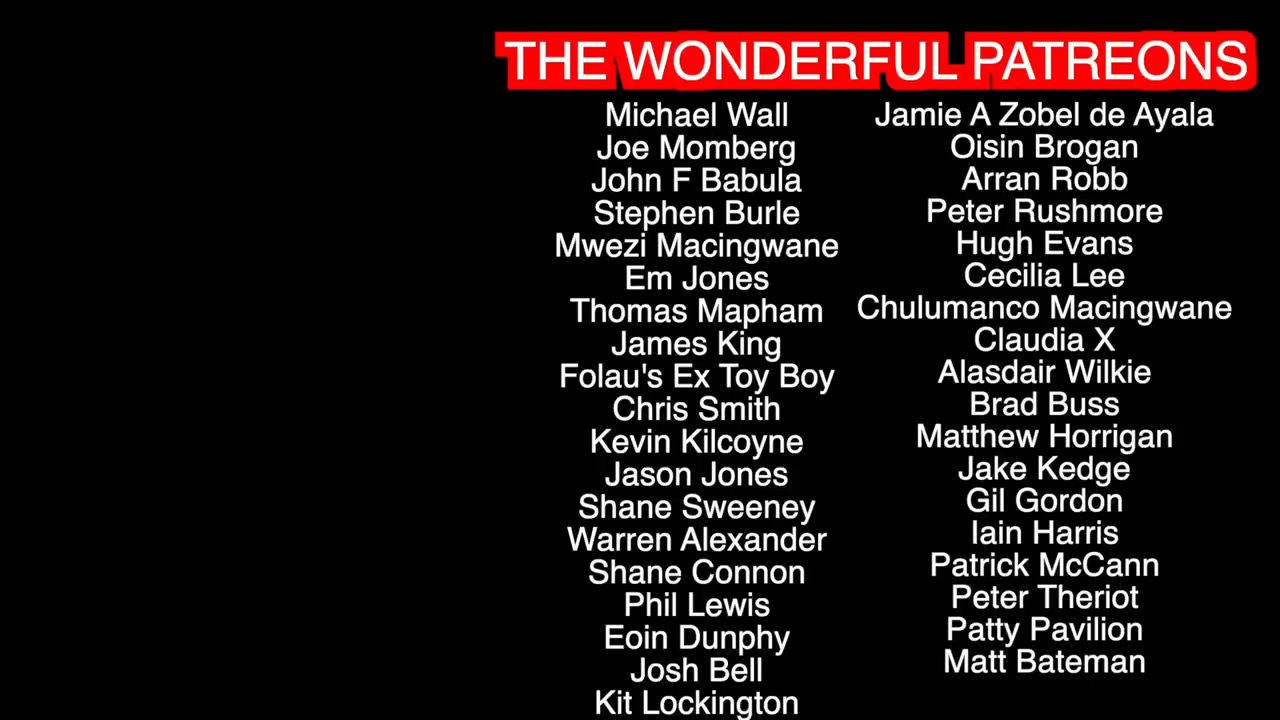 THE WONDERFUL PATREONS
Michael Wall
Joe Momberg
John F Babula
Stephen Burle
Mwezi Macingwane
Em Jones
Thomas Mapham
James King
Folau's Ex Toy Boy
Chris Smith
Kevin Kilcoyne
Jason Jones
Shane Sweeney
Warren Alexander
Shane Connon
Phil Lewis
Eoin Dunphy
Josh Bell
Kit Lockington
Jamie A Zobel de Ayala
Oisin Brogan
Arran Robb
Peter Rushmore
Hugh Evans
Cecilia Lee
Chulumanco Macingwane
Claudia X
Alasdair Wilkie
Brad Buss
Matthew Horrigan
Jake Kedge
Gil Gordon
Iain Harris
Patrick McCann
Peter Theriot
Patty Pavilion
Matt Bateman